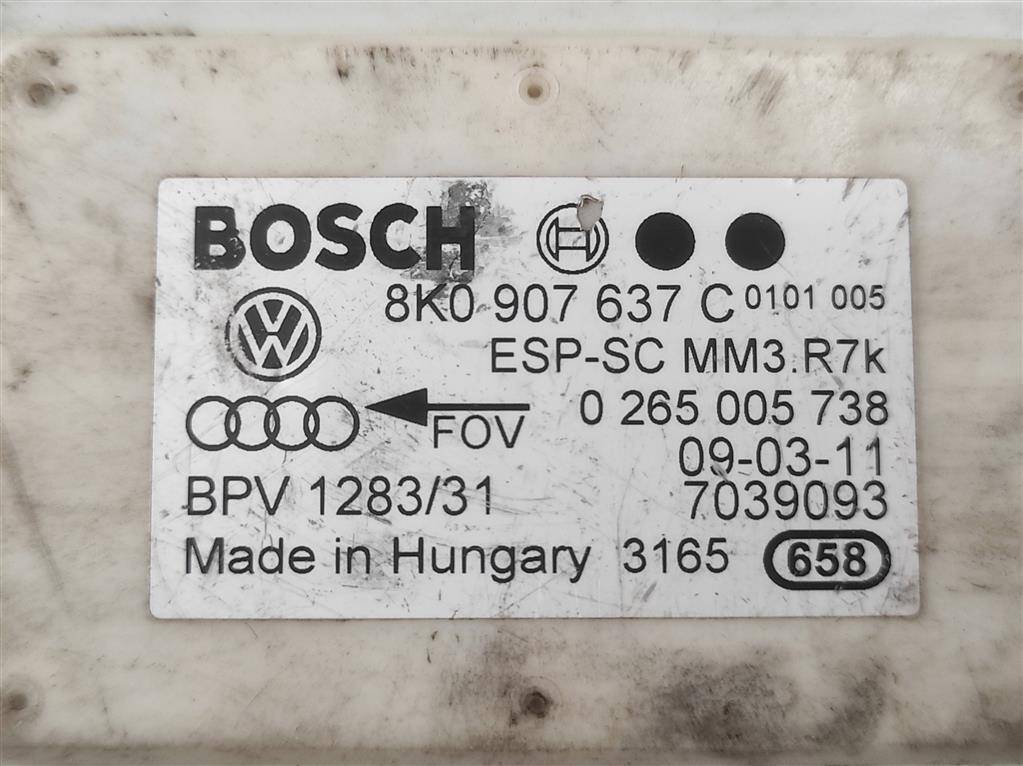 BOSCH
8K0 907 637 C 0101 005
ESP-SC MM3.R7k
0 265 005 738
FOV
09-03-11
BPV 1283/31 7039093
Made in Hungary 3165 658